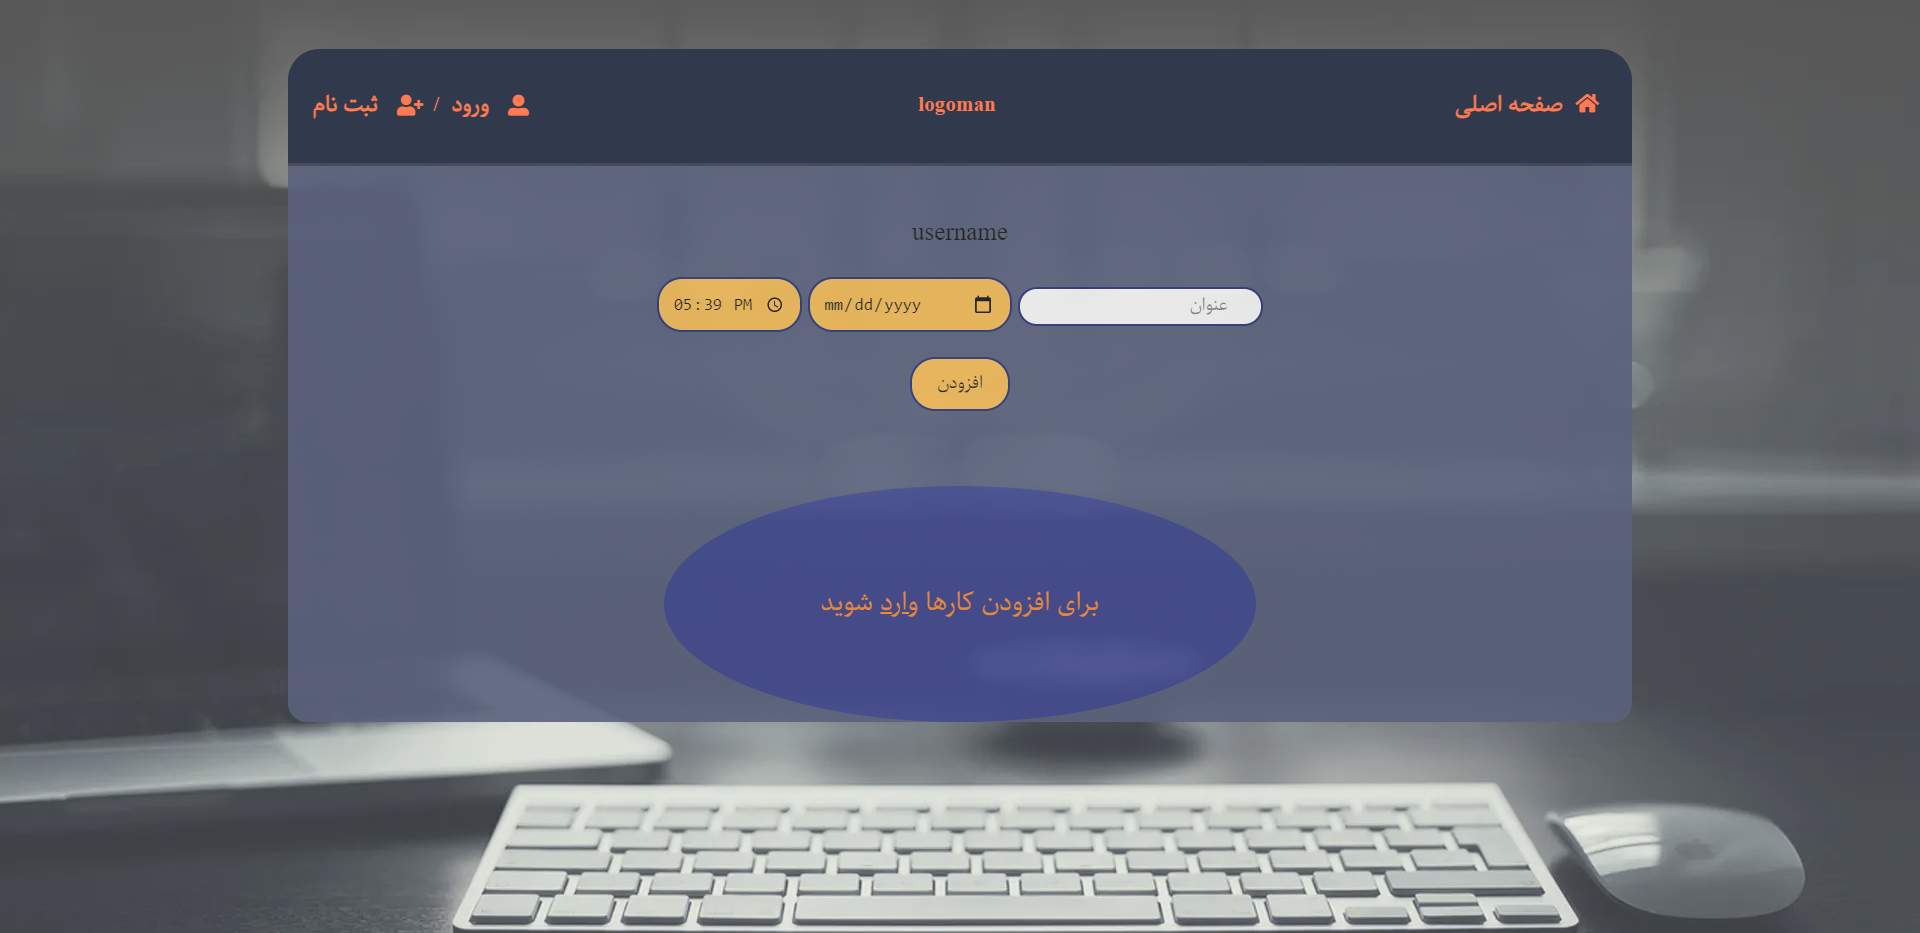 صفحه اصلی
logoman
ورود / ثبت نام
username
عنوان
mm/dd/yyyy
05:39 PM
افزودن
برای افزودن کارها وارد شوید